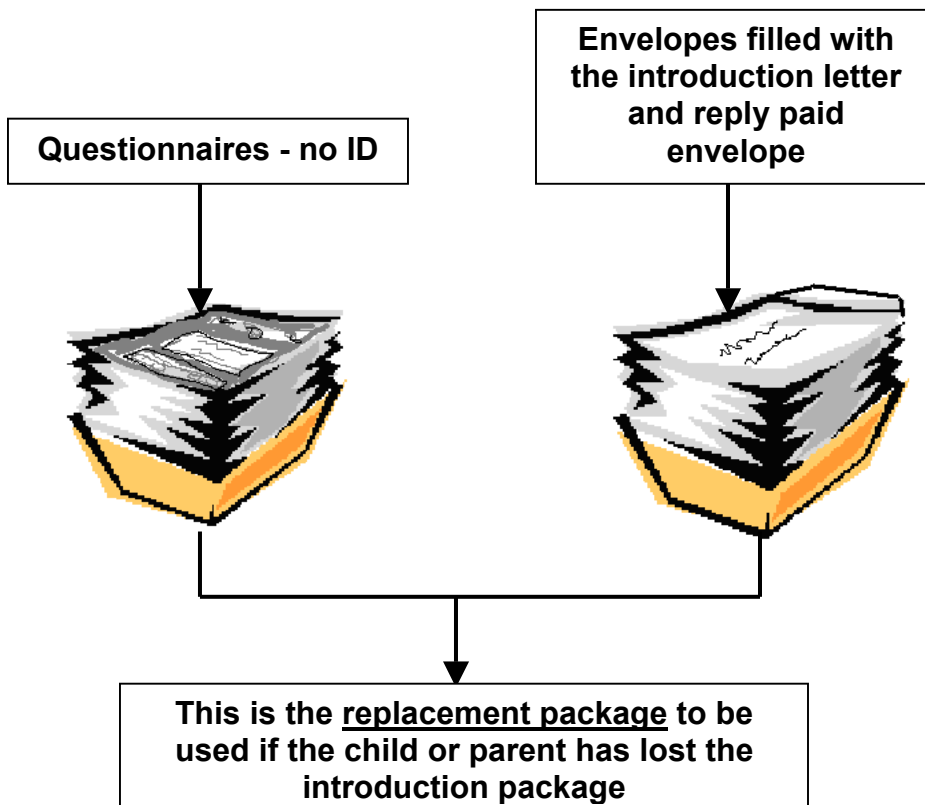 Questionnaires - no ID
Envelopes filled with
the introduction letter
and reply paid
envelope
This is the replacement package to be
used if the child or parent has lost the
introduction package